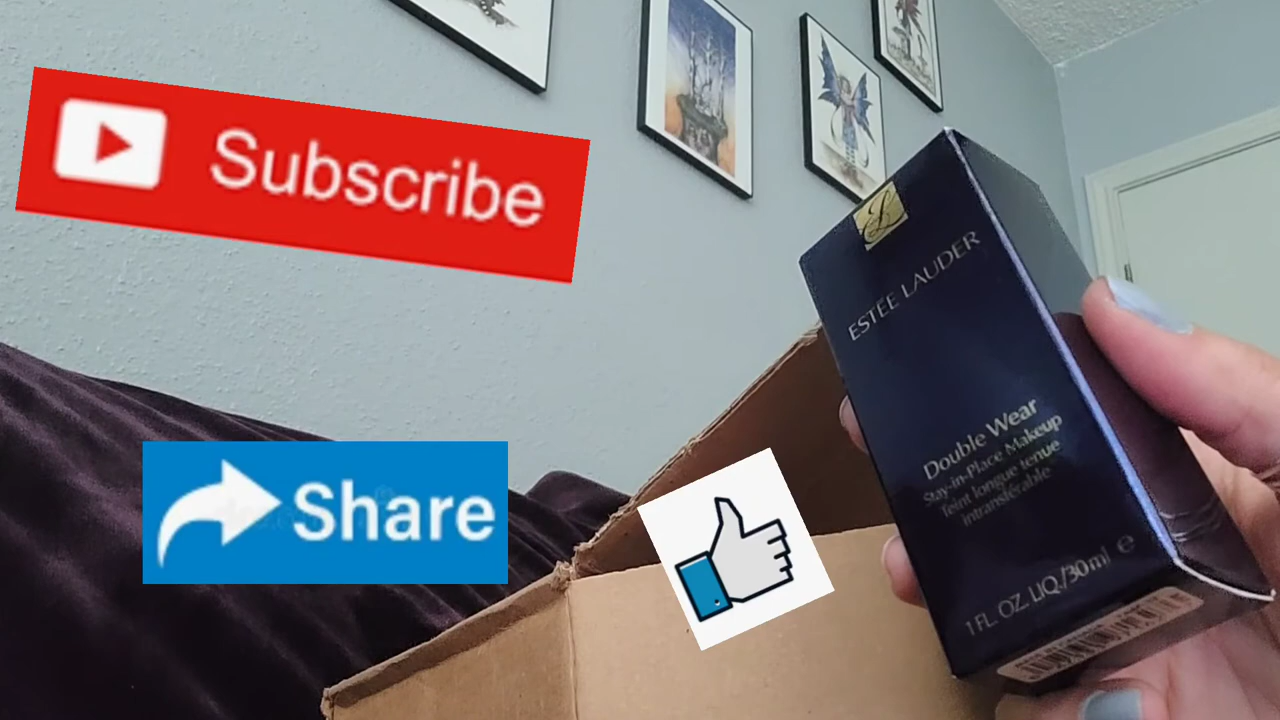 Subscribe
ESTEE LAUDER
Double Wear
Stay-in-Place Makeup
Teint longue tenue
intransférable
1 FL. OZ. LIQ./30ml e
Share